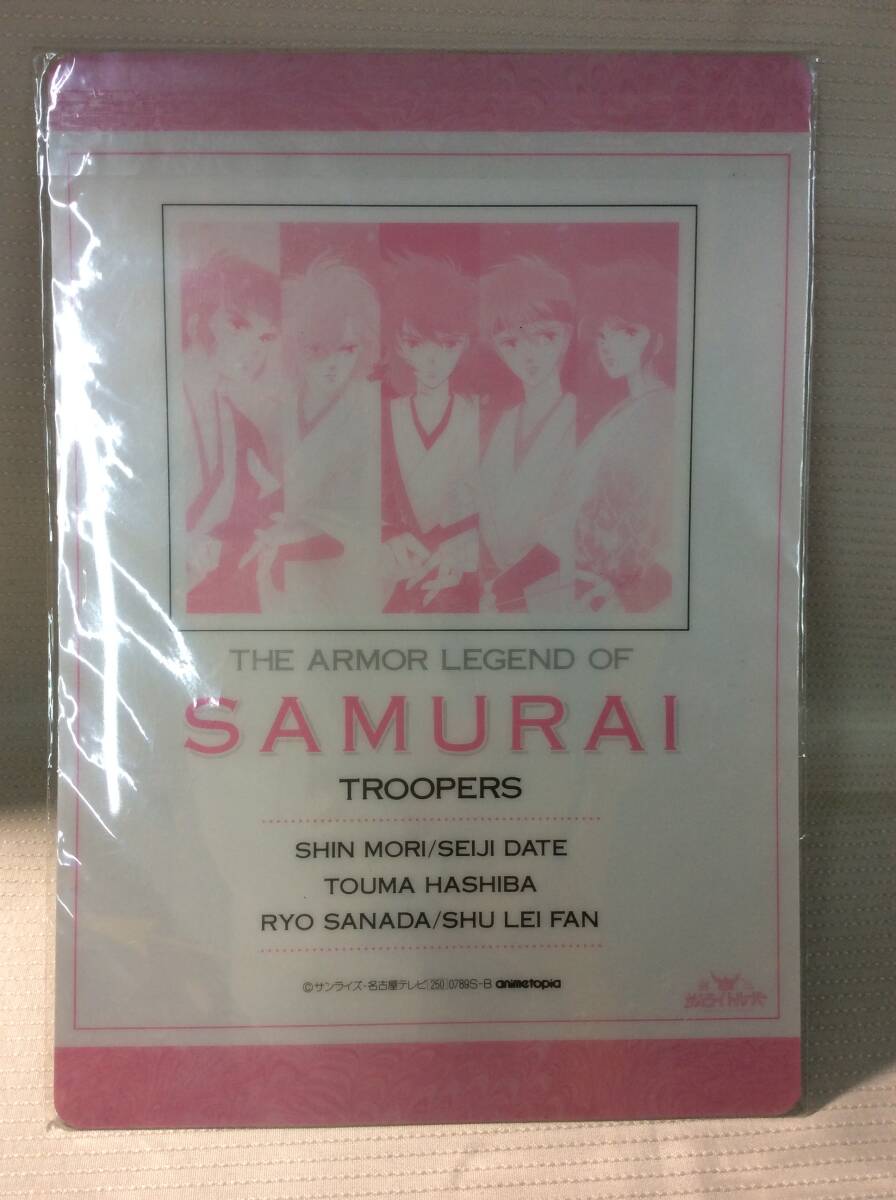 THE ARMOR LEGEND OF
SAMURAI
TROOPERS
SHIN MORI/SEIJI DATE
TOUMA HASHIBA
RYO SANADA/SHU LEI FAN
©サンライズ・名古屋テレビ [250] 0789S-B animetopia